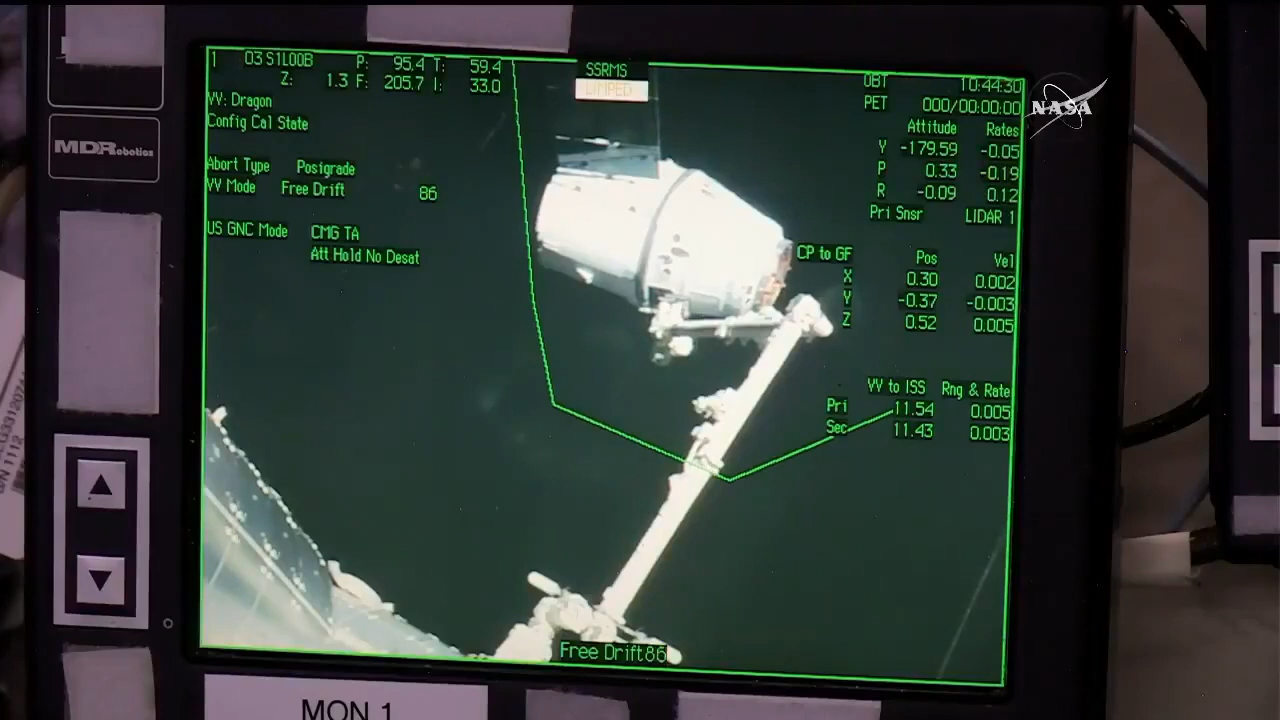 03 S1L00B P: 95.4 T: 59.4
Z: 1.3 F: 205.7 I: 33.0
VV: Dragon
Config Cal State
Abort Type Posigrade
VV Mode Free Drift 86
US GNC Mode CMG TA
Att Hold No Desat
SSRMS
LIMPED
GMT 10:44:30
PET 000/00:00:00
Attitude Rates
Y -179.59 -0.05
P 0.33 -0.19
R -0.09 0.12
Pri Snsr LIDAR 1
CP to GF Pos Vel
X 0.30 0.002
Y -0.37 -0.003
Z 0.52 0.005
VV to ISS Rng & Rate
Pri 11.54 0.005
Sec 11.43 0.003
Free Drift86
MDRobotics
NASA
MON 1